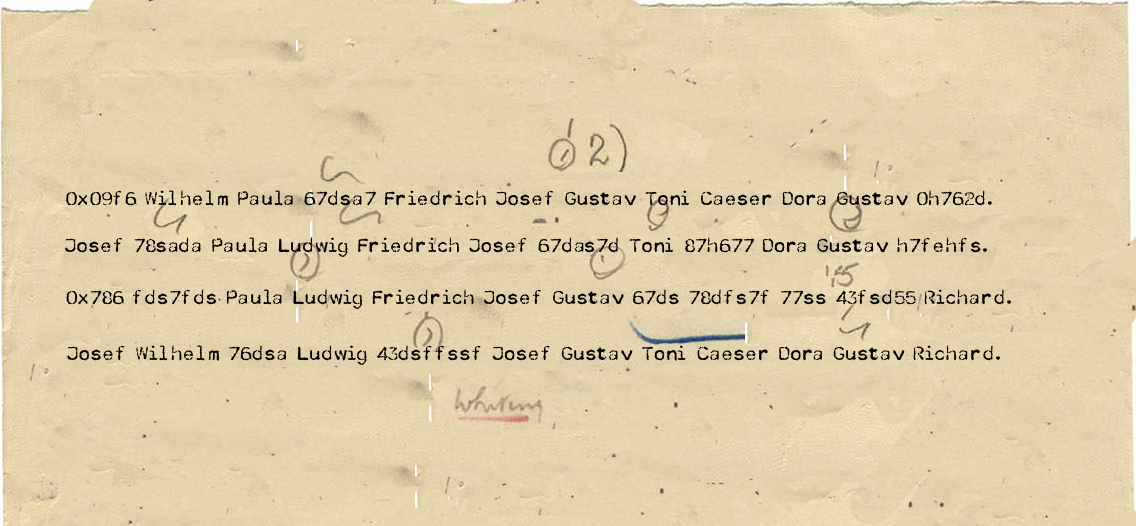 2)
0x09f6 Wilhelm Paula 67dsa7 Friedrich Josef Gustav Toni Caeser Dora Gustav 0h762d.
Josef 78sada Paula Ludwig Friedrich Josef 67das7d Toni 87h677 Dora Gustav h7fehfs.
0x786 fds7fds Paula Ludwig Friedrich Josef Gustav 67ds 78dfs7f 77ss 43fsd55 Richard.
Josef Wilhelm 76dsa Ludwig 43dsffssf Josef Gustav Toni Caeser Dora Gustav Richard.